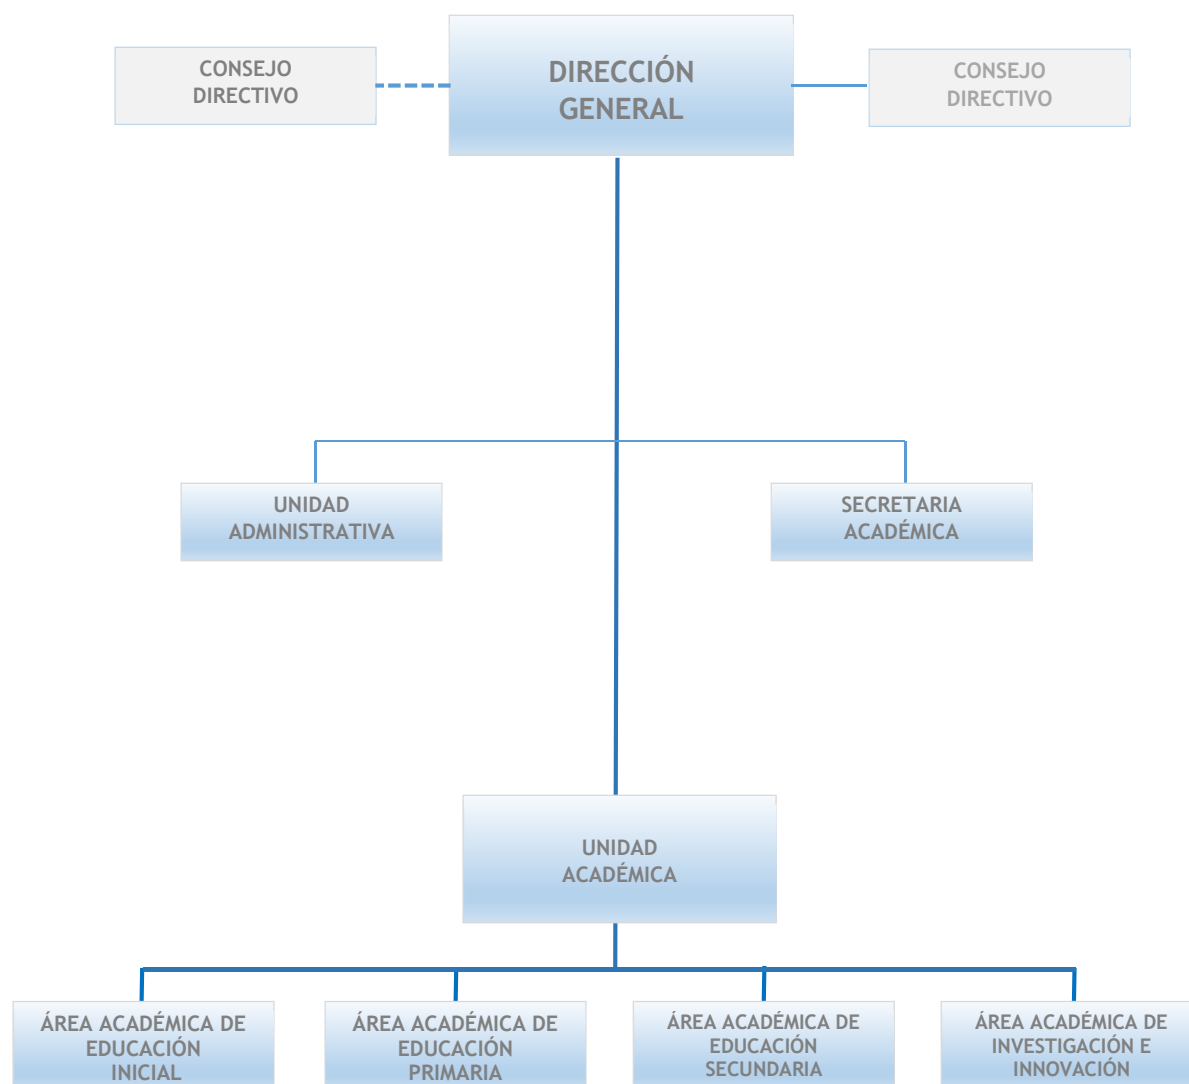 CONSEJO
DIRECTIVO
DIRECCIÓN
GENERAL
CONSEJO
DIRECTIVO
UNIDAD
ADMINISTRATIVA
SECRETARIA
ACADÉMICA
UNIDAD
ACADÉMICA
ÁREA ACADÉMICA DE
EDUCACIÓN
INICIAL
ÁREA ACADÉMICA DE
EDUCACIÓN
PRIMARIA
ÁREA ACADÉMICA DE
EDUCACIÓN
SECUNDARIA
ÁREA ACADÉMICA DE
INVESTIGACIÓN E
INNOVACIÓN